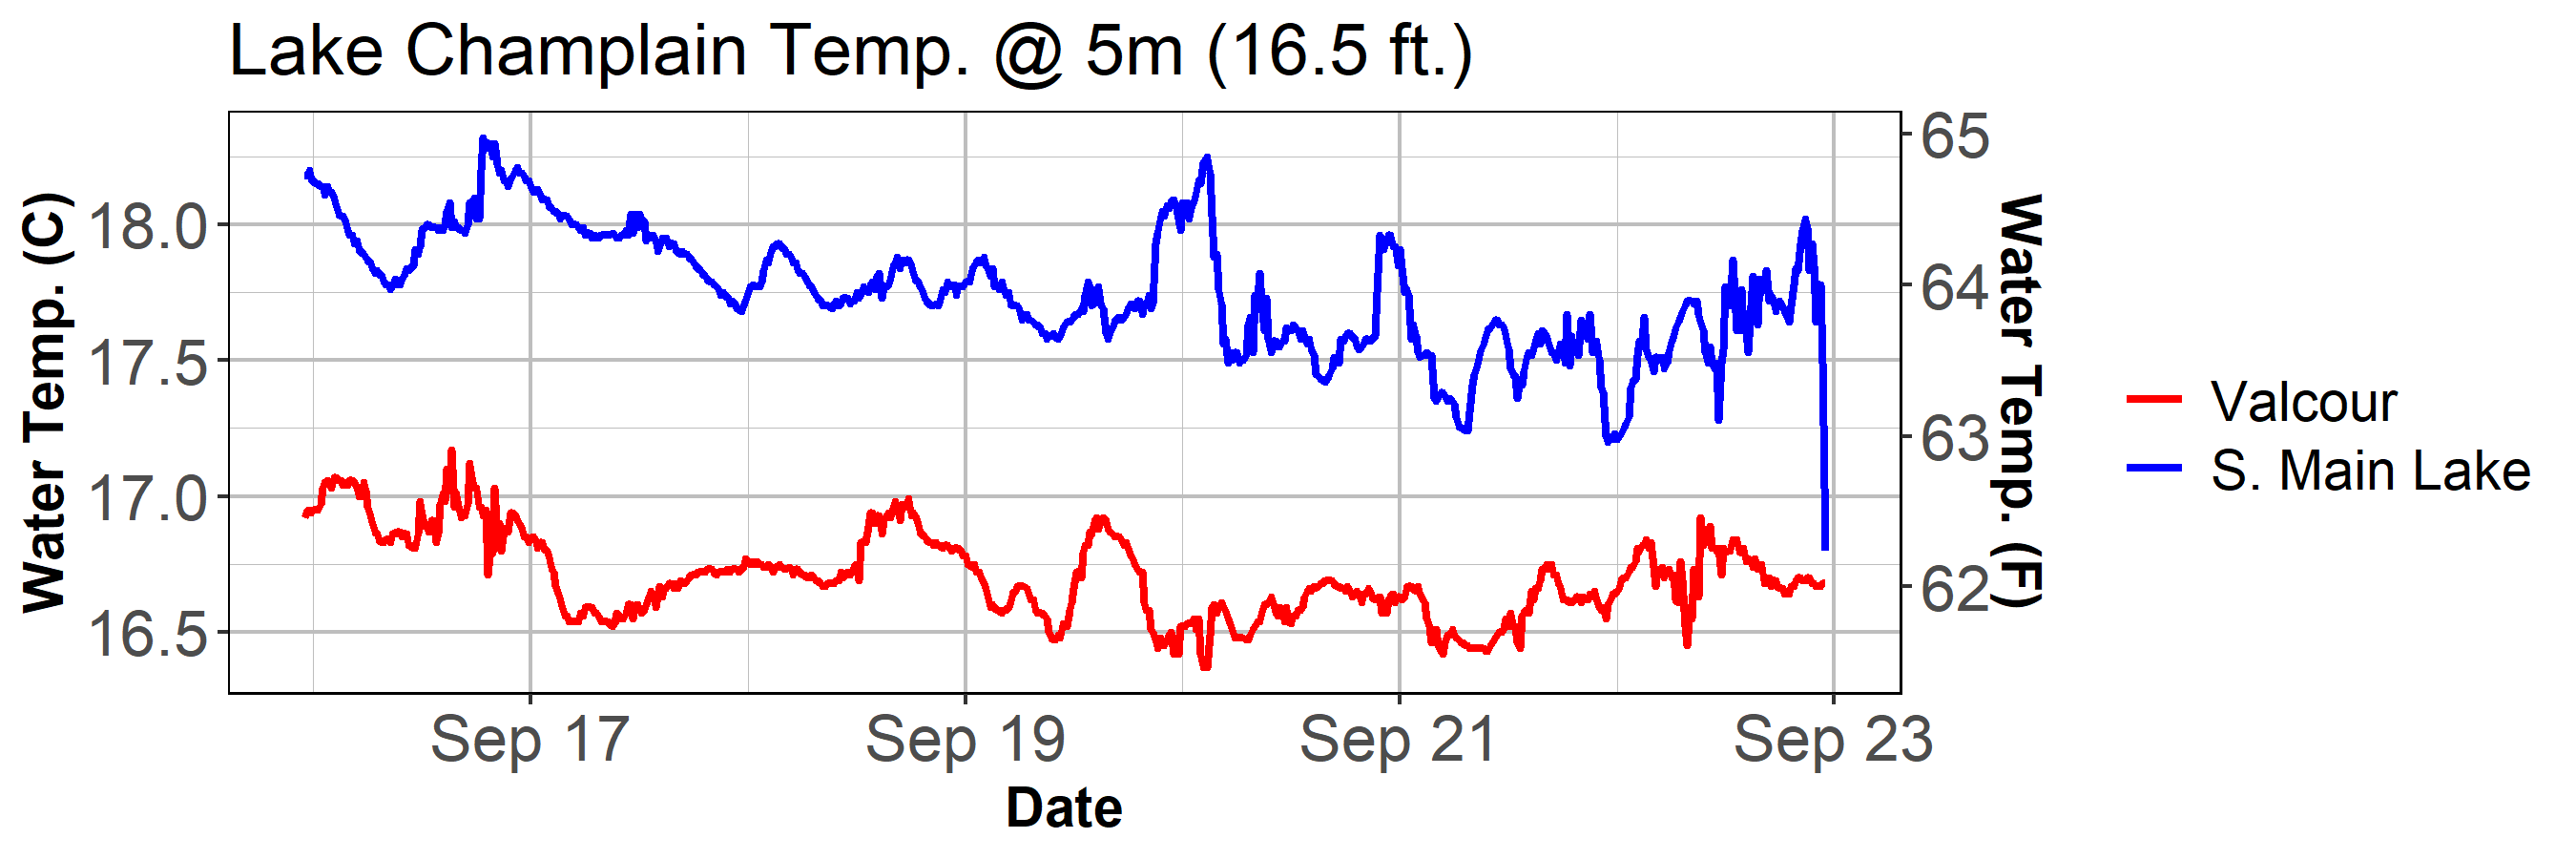 Lake Champlain Temp. @ 5m (16.5 ft.)
Water Temp. (C)
18.0
17.5
17.0
16.5
65
64
63
62
Water Temp. (F)
Sep 17
Sep 19
Sep 21
Sep 23
Date
Valcour
S. Main Lake